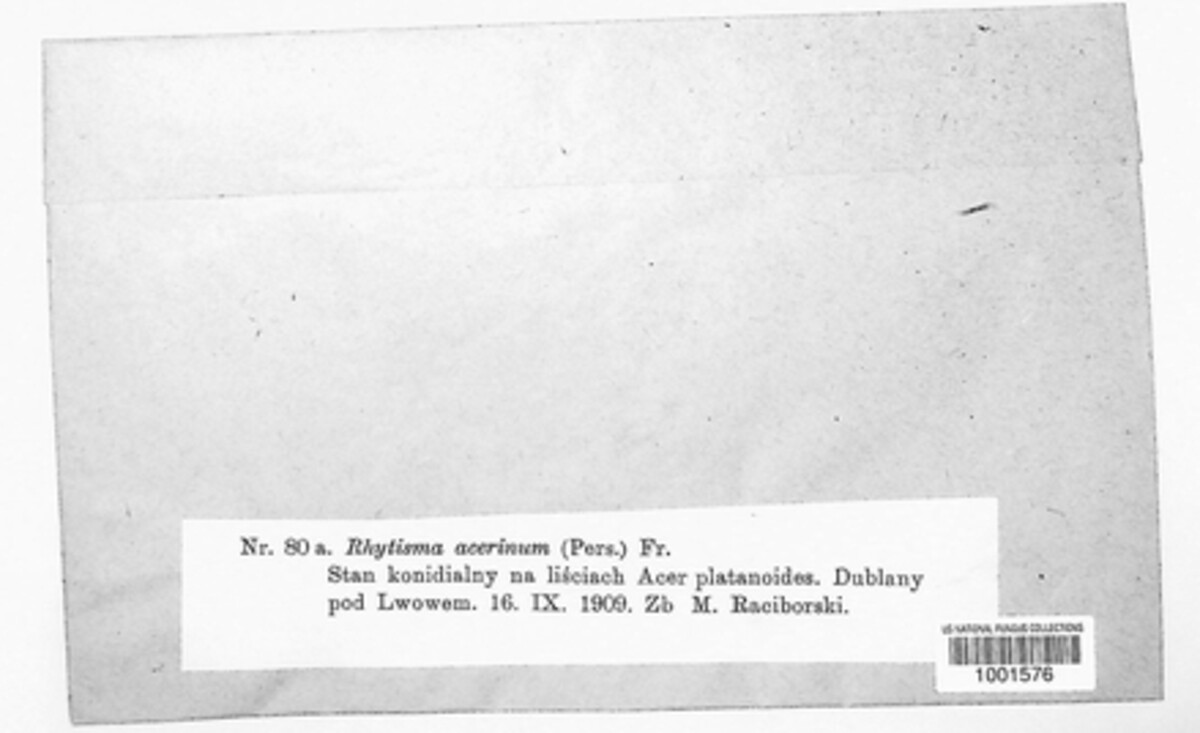 Nr. 80 a. Rhytisma acerinum (Pers.) Fr.
Stan konidialny na liściach Acer platanoides. Dublany
pod Lwowem. 16. IX. 1909. Zb M. Raciborski.
US NATIONAL FUNGUS COLLECTIONS
1001576